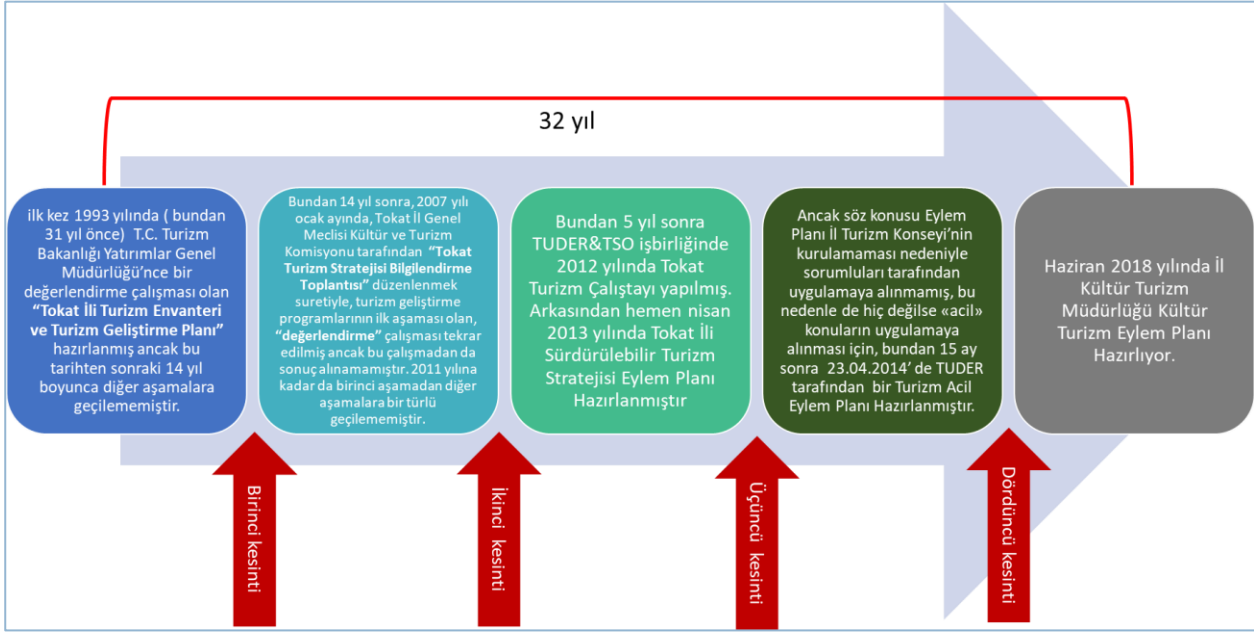 32 yıl
ilk kez 1993 yılında ( bundan
31 yıl önce) T.C. Turizm
Bakanlığı Yatırımlar Genel
Müdürlüğü’nce bir
değerlendirme çalışması olan
“Tokat İli Turizm Envanteri
ve Turizm Geliştirme Planı”
hazırlanmış ancak bu
tarihten sonraki 14 yıl
boyunca diğer aşamalara
geçilememiştir.
Bundan 14 yıl sonra, 2007 yılı
ocak ayında, Tokat İl Genel
Meclisi Kültür ve Turizm
Komisyonu tarafından “Tokat
Turizm Stratejisi Bilgilendirme
Toplantısı” düzenlenmek
suretiyle, turizm geliştirme
programlarının ilk aşaması olan,
“değerlendirme” çalışması tekrar
edilmiş ancak bu çalışmadan da
sonuç alınamamıştır. 2011 yılına
kadar da birinci aşamadan diğer
aşamalara bir türlü
geçilememiştir.
Bundan 5 yıl sonra
TUDER&TSO işbirliğinde
2012 yılında Tokat
Turizm Çalıştayı yapılmış.
Arkasından hemen nisan
2013 yılında Tokat İli
Sürdürülebilir Turizm
Stratejisi Eylem Planı
Hazırlanmıştır
Ancak söz konusu Eylem
Planı İl Turizm Konseyi’nin
kurulamaması nedeniyle
sorumluları tarafından
uygulamaya alınmamış, bu
nedenle de hiç değilse «acil»
konuların uygulamaya
alınması için, bundan 15 ay
sonra 23.04.2014’ de TUDER
tarafından bir Turizm Acil
Eylem Planı Hazırlanmıştır.
Haziran 2018 yılında İl
Kültür Turizm
Müdürlüğü Kültür
Turizm Eylem Planı
Hazırlıyor.
Birinci kesinti
İkinci kesinti
Üçüncü kesinti
Dördüncü kesinti